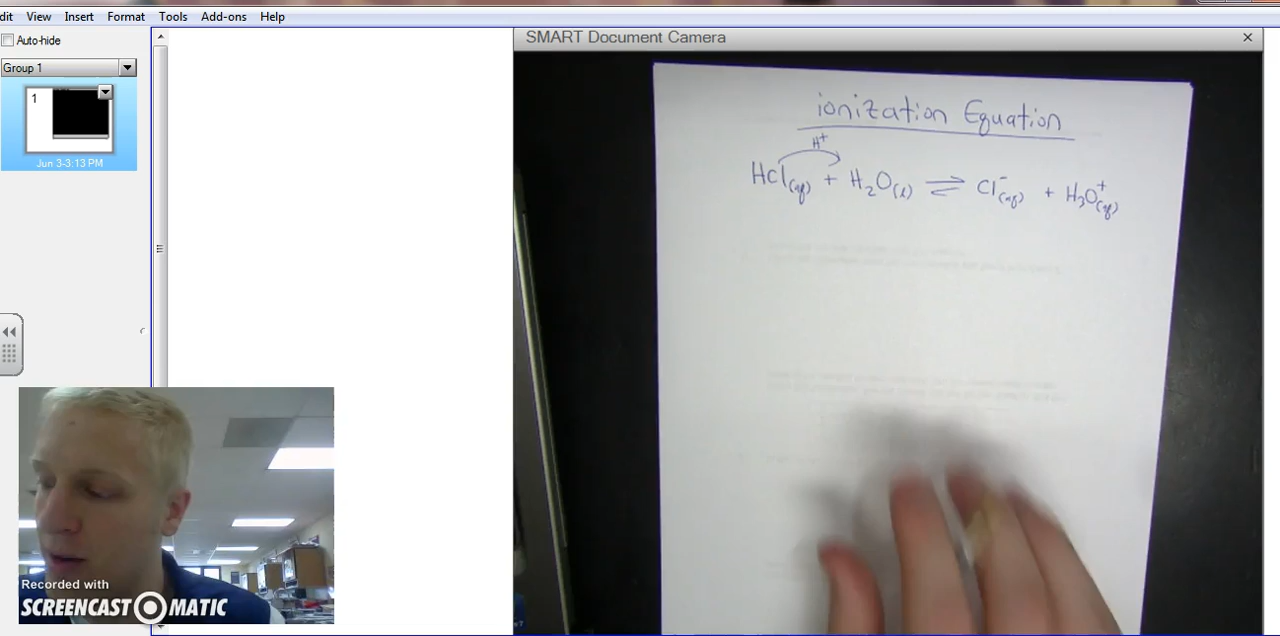 dit View Insert Format Tools Add-ons Help
Auto-hide
Group 1
1
Jun 3-3:13 PM
SMART Document Camera
ionization Equation
H⁺
HCl(aq) + H₂O(l) ⇌ Cl⁻(aq) + H₃O⁺(aq)
Recorded with
SCREENCAST MATIC